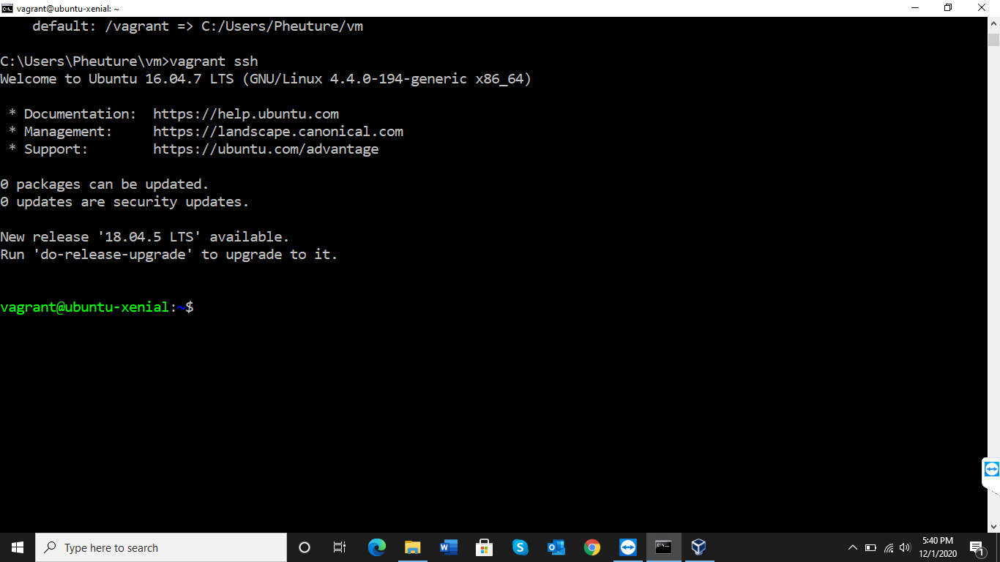 vagrant@ubuntu-xenial: ~
    default: /vagrant => C:/Users/Pheuture/vm
C:\Users\Pheuture\vm>vagrant ssh
Welcome to Ubuntu 16.04.7 LTS (GNU/Linux 4.4.0-194-generic x86_64)
 * Documentation:  https://help.ubuntu.com
 * Management:     https://landscape.canonical.com
 * Support:        https://ubuntu.com/advantage
0 packages can be updated.
0 updates are security updates.
New release '18.04.5 LTS' available.
Run 'do-release-upgrade' to upgrade to it.
vagrant@ubuntu-xenial:~$
Type here to search
5:40 PM
12/1/2020
1